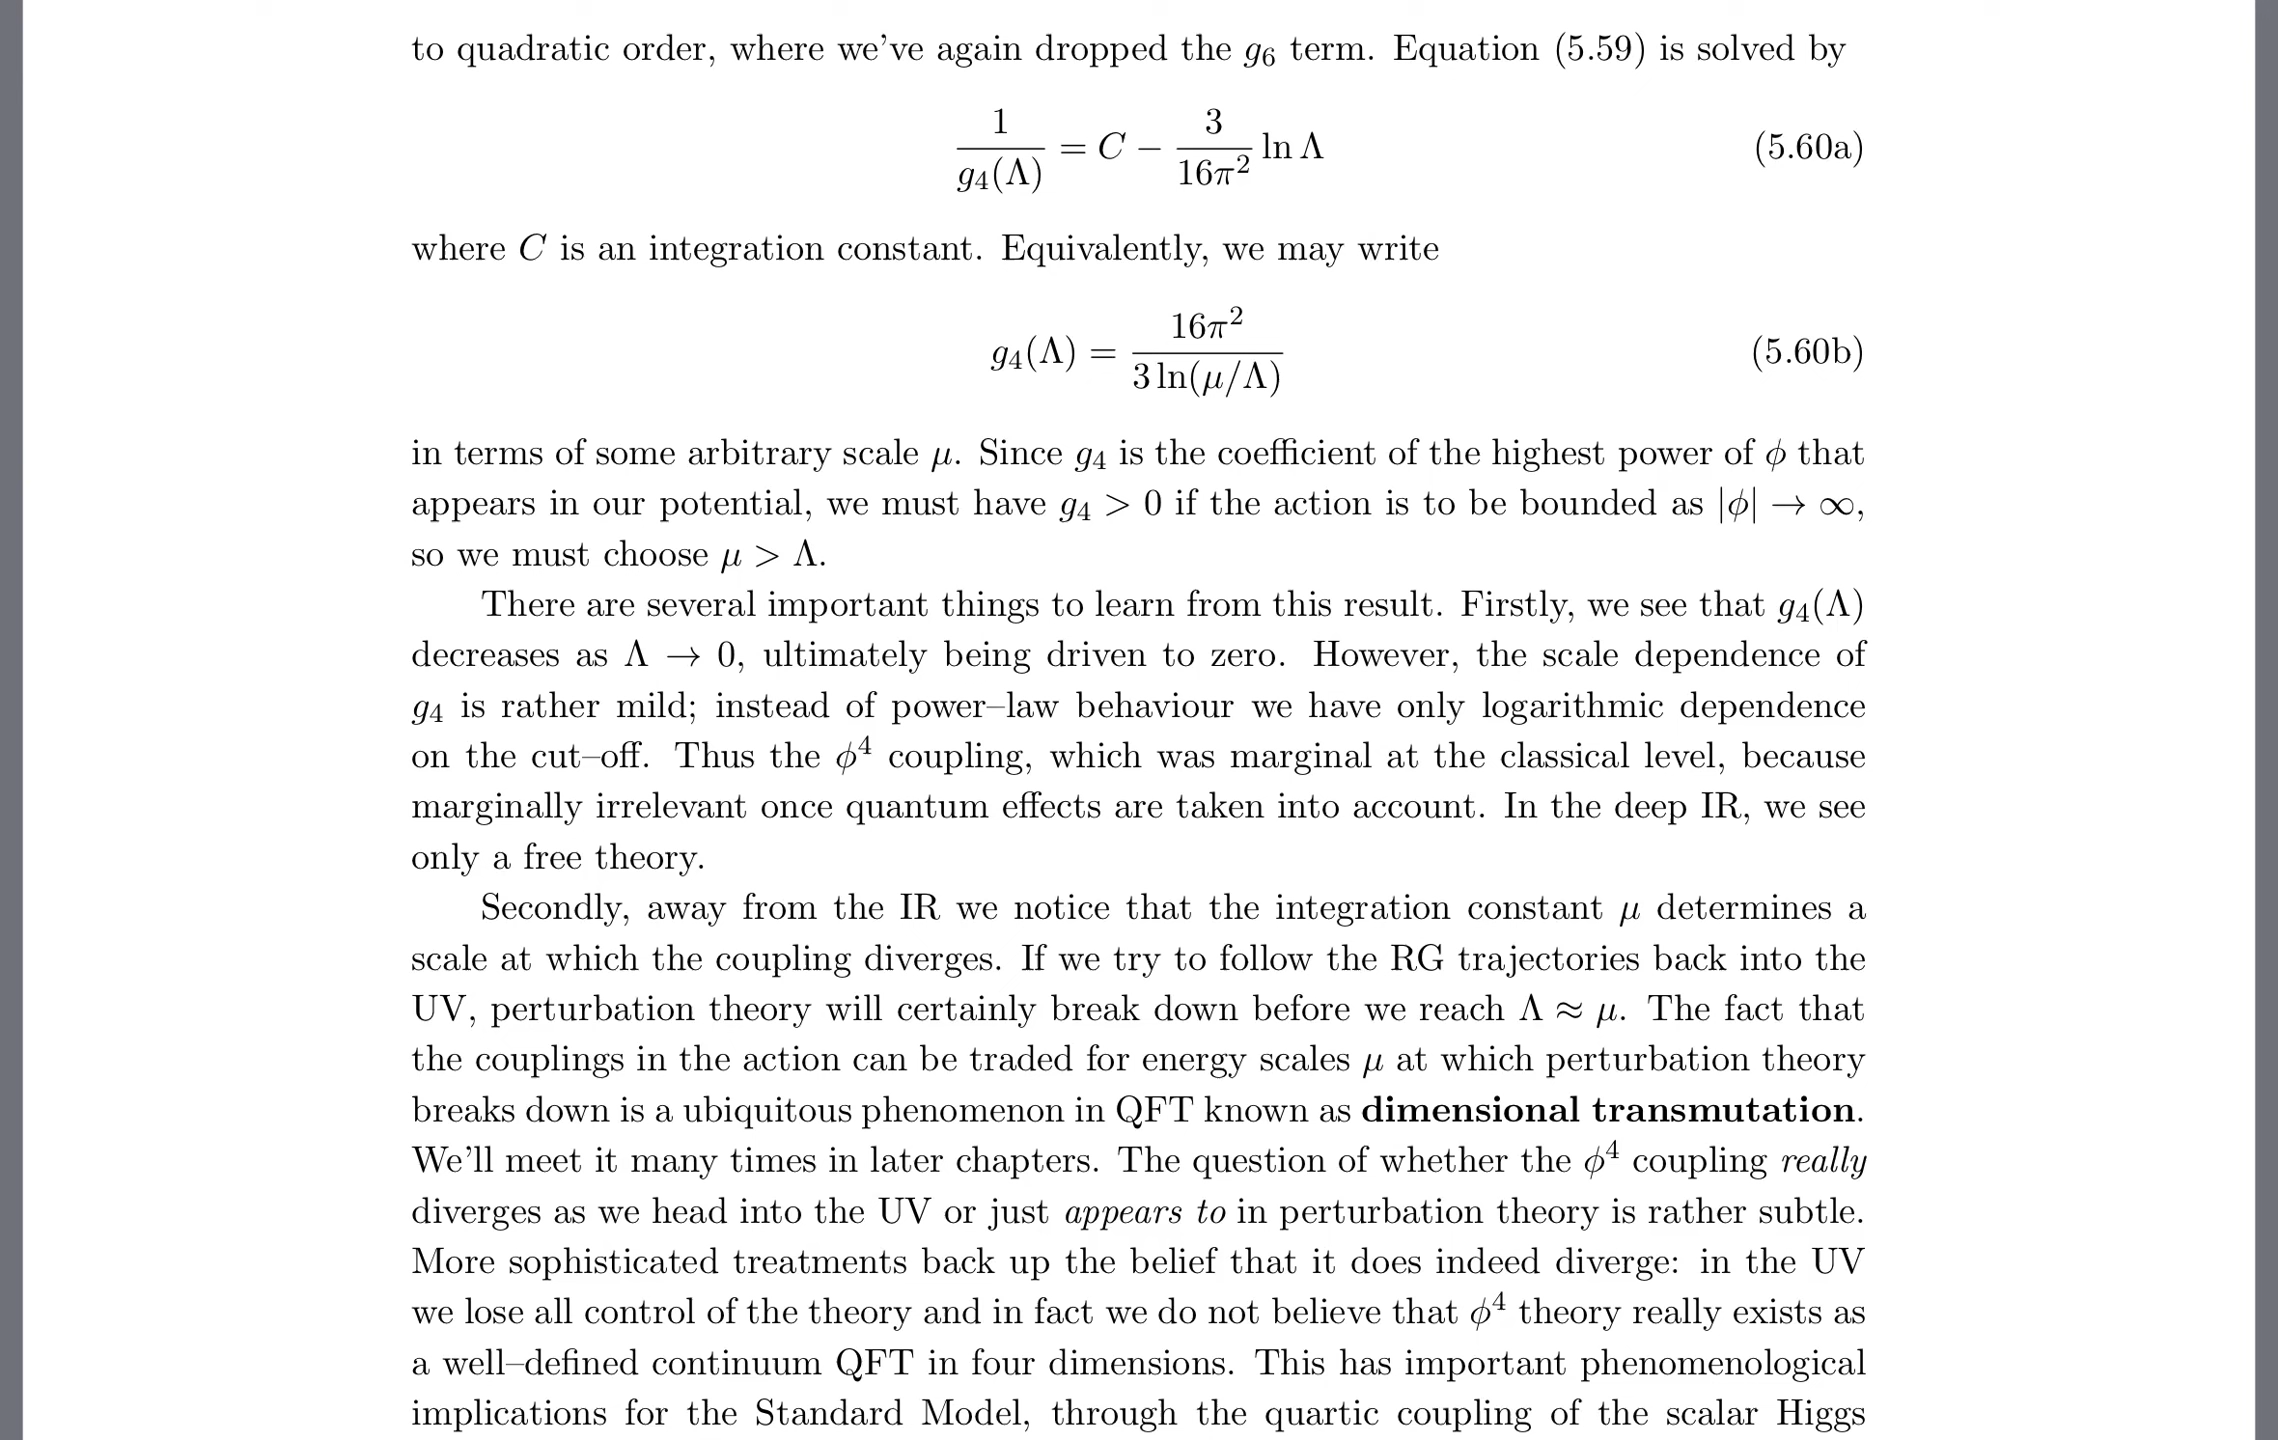 to quadratic order, where we've again dropped the g₆ term. Equation (5.59) is solved by
1/g₄(Λ) = C − 3/16π² ln Λ (5.60a)
where C is an integration constant. Equivalently, we may write
g₄(Λ) = 16π²/3 ln(μ/Λ) (5.60b)
in terms of some arbitrary scale μ. Since g₄ is the coefficient of the highest power of ϕ that
appears in our potential, we must have g₄ > 0 if the action is to be bounded as |ϕ| → ∞,
so we must choose μ > Λ.
There are several important things to learn from this result. Firstly, we see that g₄(Λ)
decreases as Λ → 0, ultimately being driven to zero. However, the scale dependence of
g₄ is rather mild; instead of power–law behaviour we have only logarithmic dependence
on the cut–off. Thus the ϕ⁴ coupling, which was marginal at the classical level, because
marginally irrelevant once quantum effects are taken into account. In the deep IR, we see
only a free theory.
Secondly, away from the IR we notice that the integration constant μ determines a
scale at which the coupling diverges. If we try to follow the RG trajectories back into the
UV, perturbation theory will certainly break down before we reach Λ ≈ μ. The fact that
the couplings in the action can be traded for energy scales μ at which perturbation theory
breaks down is a ubiquitous phenomenon in QFT known as dimensional transmutation.
We'll meet it many times in later chapters. The question of whether the ϕ⁴ coupling really
diverges as we head into the UV or just appears to in perturbation theory is rather subtle.
More sophisticated treatments back up the belief that it does indeed diverge: in the UV
we lose all control of the theory and in fact we do not believe that ϕ⁴ theory really exists as
a well–defined continuum QFT in four dimensions. This has important phenomenological
implications for the Standard Model, through the quartic coupling of the scalar Higgs